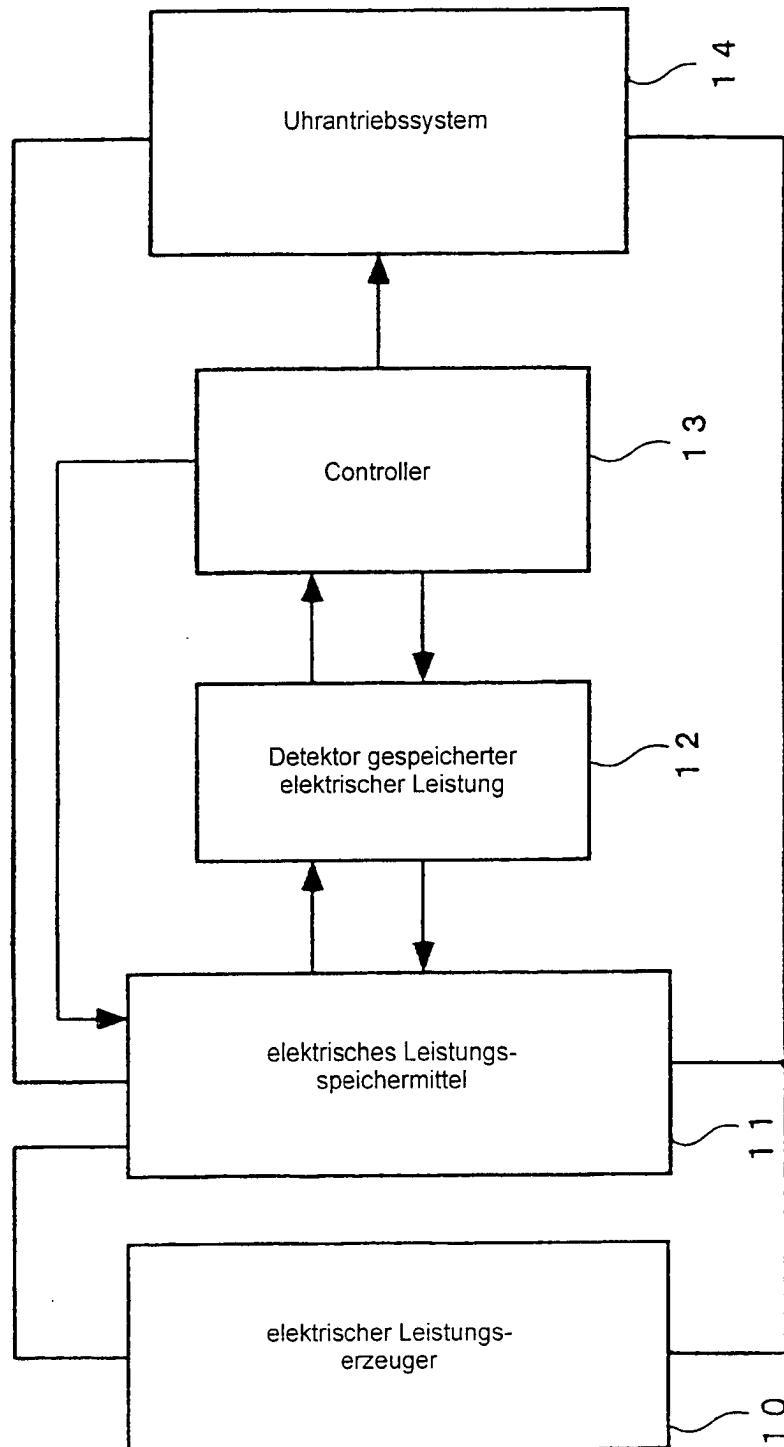 Uhrantriebssystem
14
Controller
13
Detektor gespeicherter
elektrischer Leistung
12
elektrisches Leistungs-
speichermittel
11
elektrischer Leistungs-
erzeuger
10